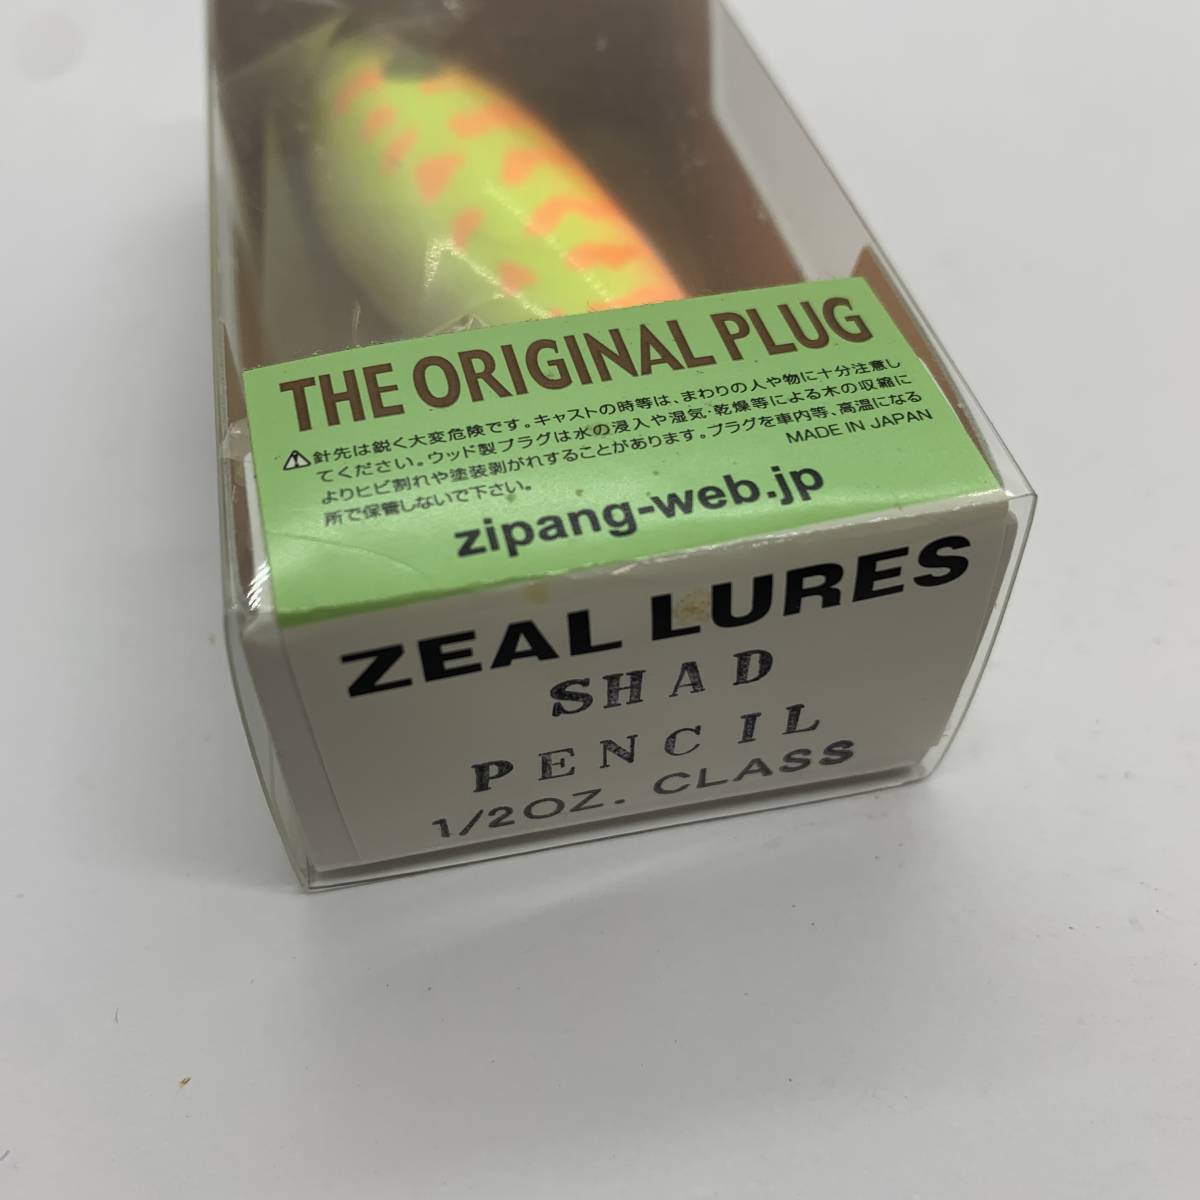 THE ORIGINAL PLUG
⚠針先は鋭く大変危険です。キャストの時等は、まわりの人や物に十分注意し
てください。ウッド製プラグは水の浸入や湿気・乾燥等による木の収縮に
よりヒビ割れや塗装剥がれすることがあります。プラグを車内等、高温になる
所で保管しないで下さい。
MADE IN JAPAN
zipang-web.jp
ZEAL LURES
SHAD
PENCIL
1/2OZ. CLASS